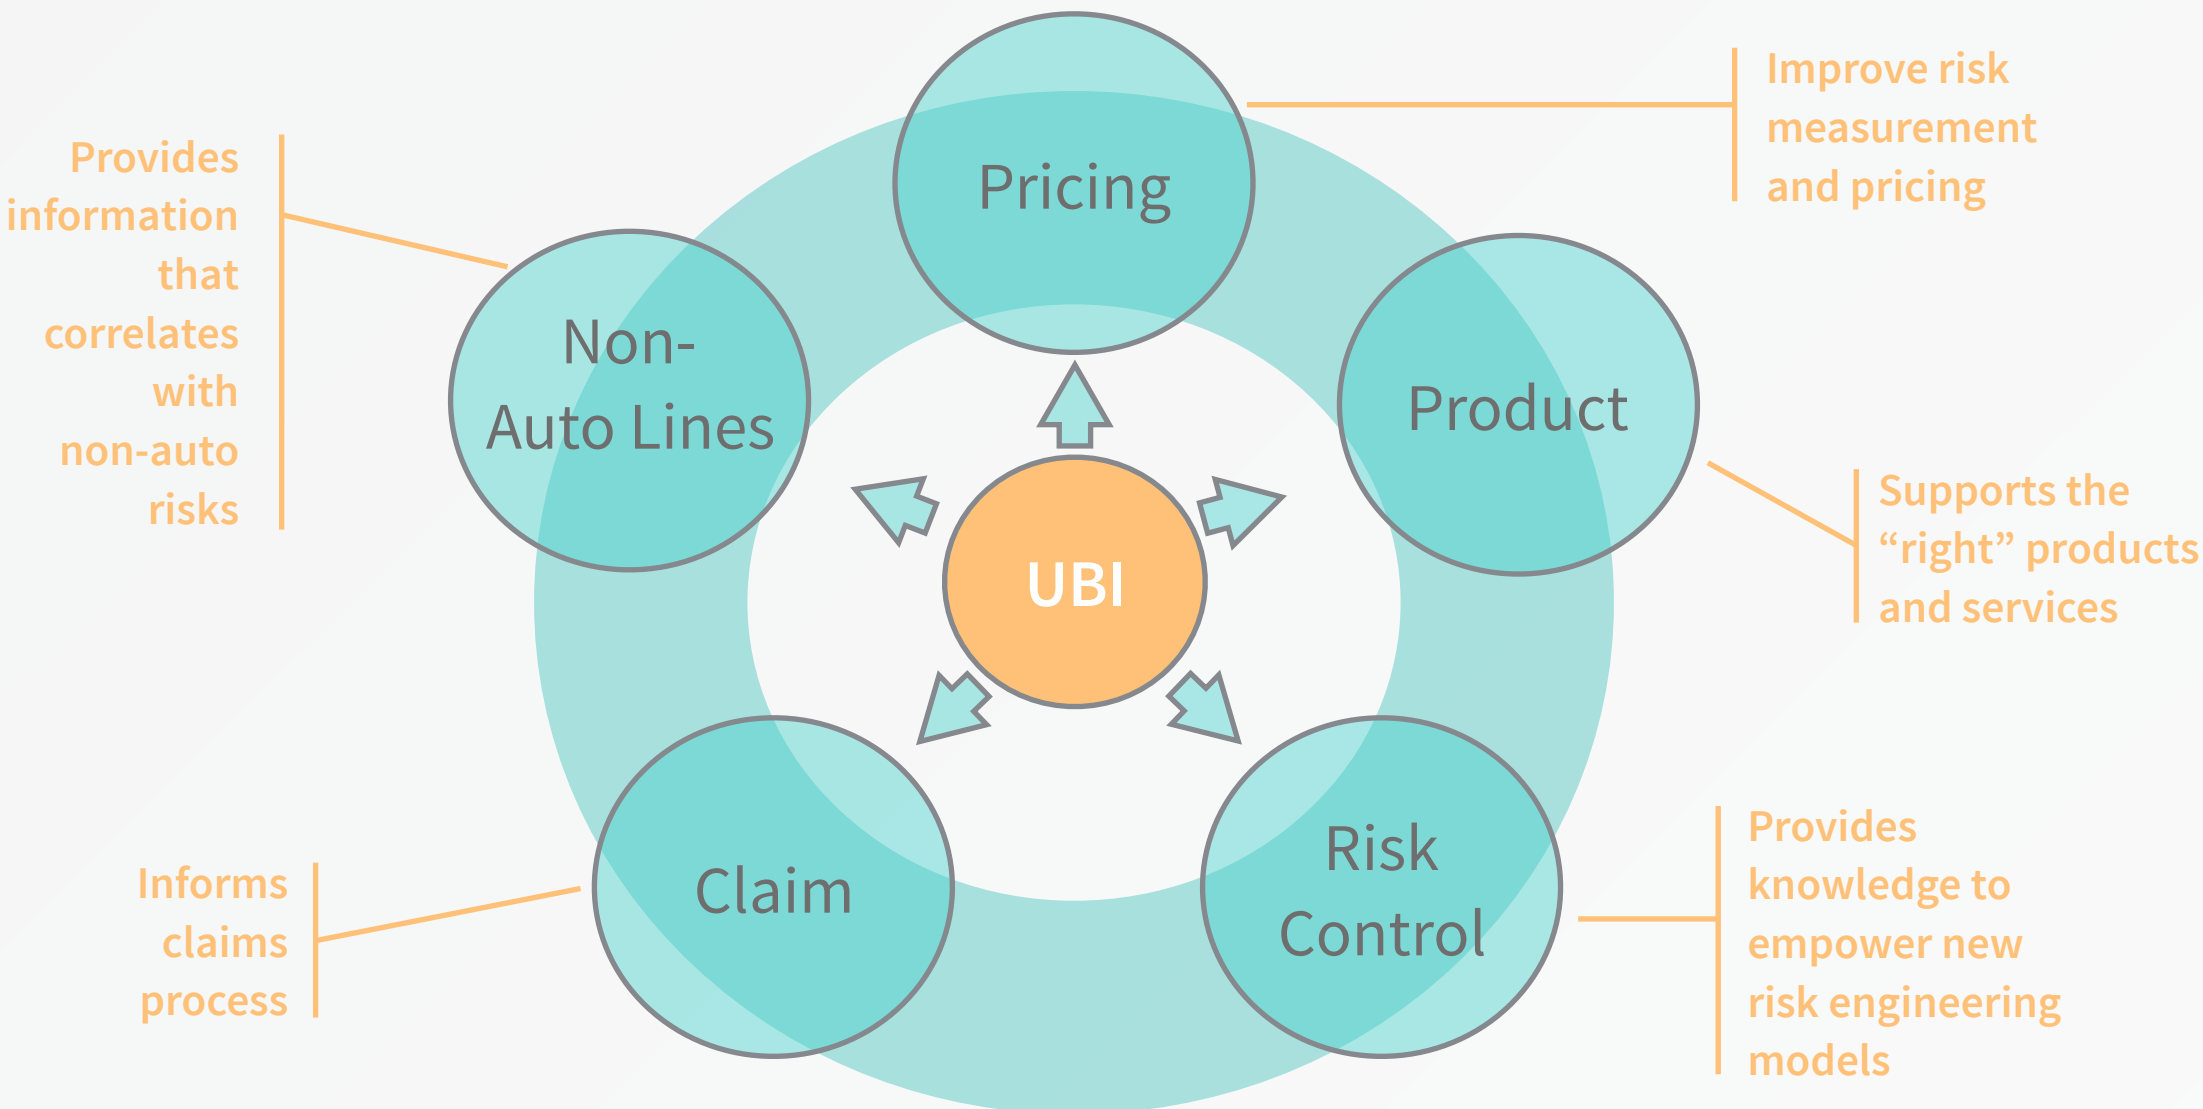 Pricing
Improve risk
measurement
and pricing
Provides
information
that
correlates
with
non-auto
risks
Non-
Auto Lines
Product
Supports the
“right” products
and services
UBI
Claim
Informs
claims
process
Risk
Control
Provides
knowledge to
empower new
risk engineering
models